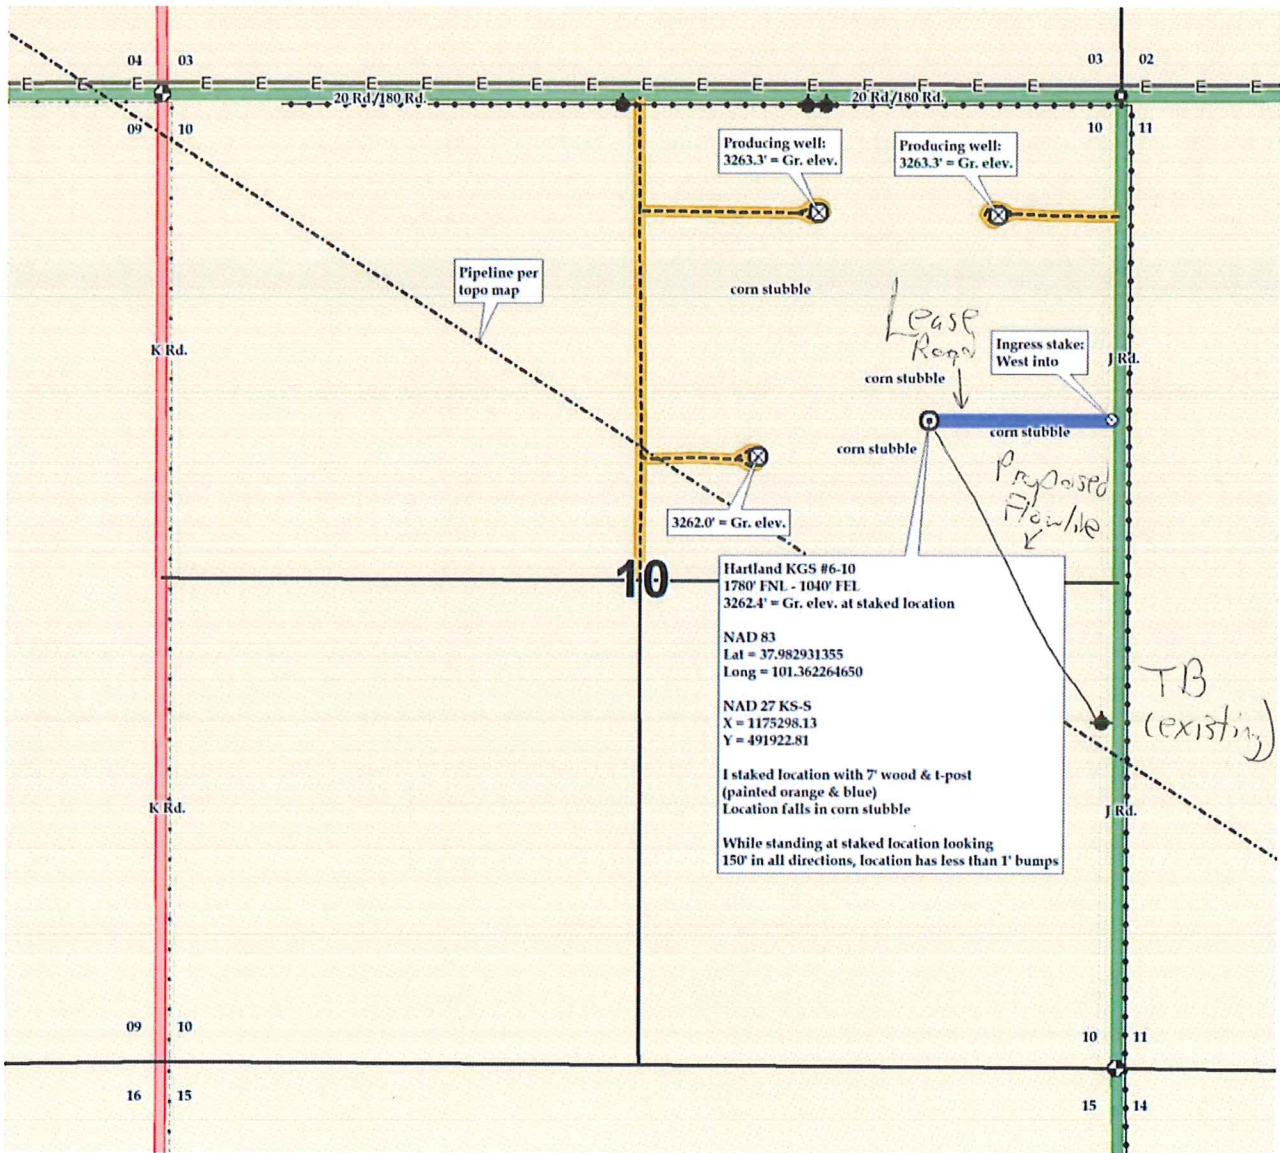 04 03
03 02
E E E E E E E E E E E E E E E E E E E E E E E
20 Rd./180 Rd.
20 Rd./180 Rd.
09 10
10 11
Producing well:
3263.3' = Gr. elev.
Producing well:
3263.3' = Gr. elev.
Pipeline per
topo map
corn stubble
Lease
Road
K Rd.
Ingress stake:
West into
J Rd.
corn stubble
corn stubble
corn stubble
Proposed
Flowline
3262.0' = Gr. elev.
10
Hartland KGS #6-10
1780' FNL - 1040' FEL
3262.4' = Gr. elev. at staked location
NAD 83
Lat = 37.982931355
Long = 101.362264650
NAD 27 KS-S
X = 1175298.13
Y = 491922.81
I staked location with 7' wood & t-post
(painted orange & blue)
Location falls in corn stubble
While standing at staked location looking
150' in all directions, location has less than 1' bumps
TB
(existing)
K Rd.
J Rd.
09 10
10 11
16 15
15 14